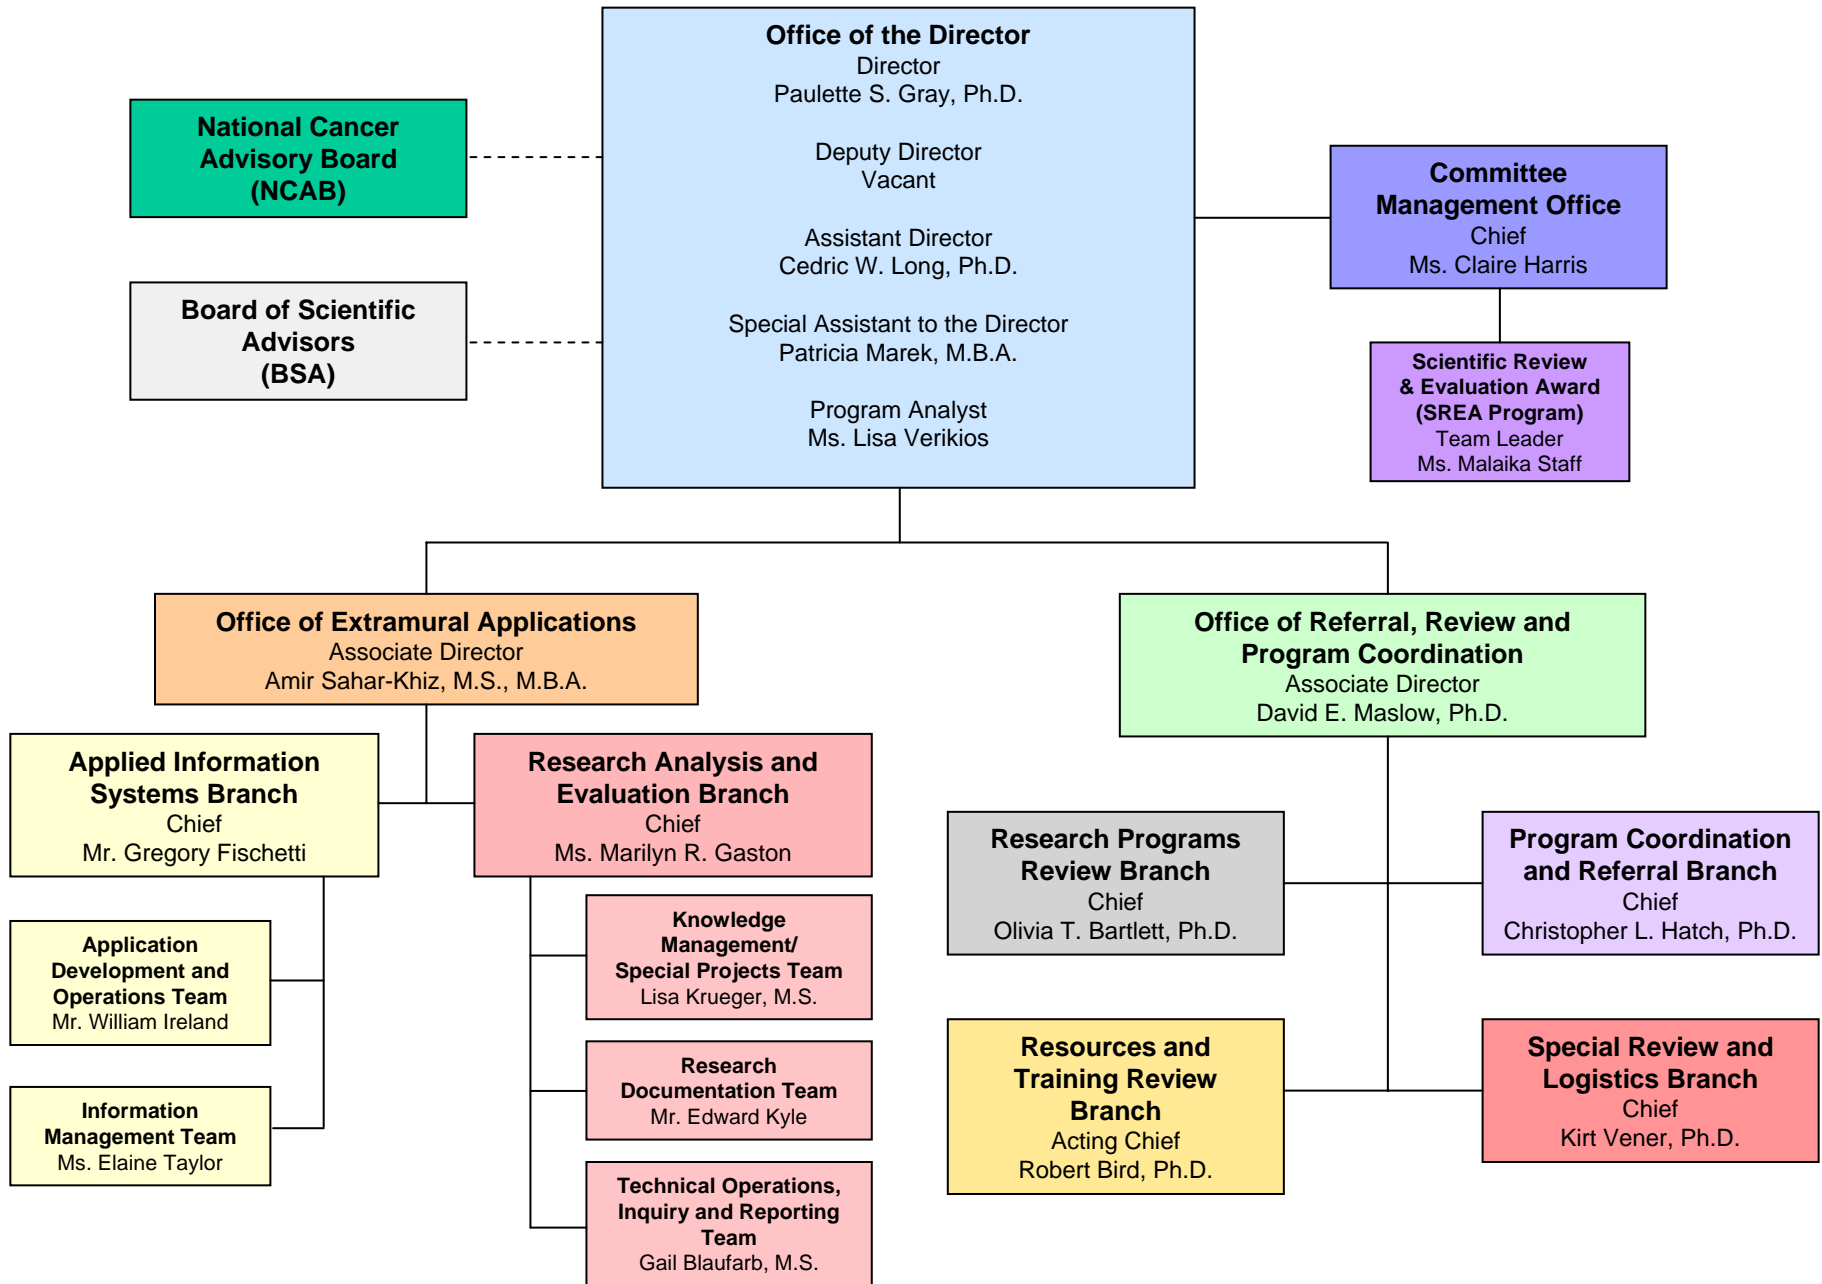 Office of the Director
Director
Paulette S. Gray, Ph.D.
Deputy Director
Vacant
Assistant Director
Cedric W. Long, Ph.D.
Special Assistant to the Director
Patricia Marek, M.B.A.
Program Analyst
Ms. Lisa Verikios
National Cancer
Advisory Board
(NCAB)
Board of Scientific
Advisors
(BSA)
Committee
Management Office
Chief
Ms. Claire Harris
Scientific Review
& Evaluation Award
(SREA Program)
Team Leader
Ms. Malaika Staff
Office of Extramural Applications
Associate Director
Amir Sahar-Khiz, M.S., M.B.A.
Office of Referral, Review and
Program Coordination
Associate Director
David E. Maslow, Ph.D.
Applied Information
Systems Branch
Chief
Mr. Gregory Fischetti
Research Analysis and
Evaluation Branch
Chief
Ms. Marilyn R. Gaston
Application
Development and
Operations Team
Mr. William Ireland
Information
Management Team
Ms. Elaine Taylor
Knowledge
Management/
Special Projects Team
Lisa Krueger, M.S.
Research
Documentation Team
Mr. Edward Kyle
Technical Operations,
Inquiry and Reporting
Team
Gail Blaufarb, M.S.
Research Programs
Review Branch
Chief
Olivia T. Bartlett, Ph.D.
Program Coordination
and Referral Branch
Chief
Christopher L. Hatch, Ph.D.
Resources and
Training Review
Branch
Acting Chief
Robert Bird, Ph.D.
Special Review and
Logistics Branch
Chief
Kirt Vener, Ph.D.